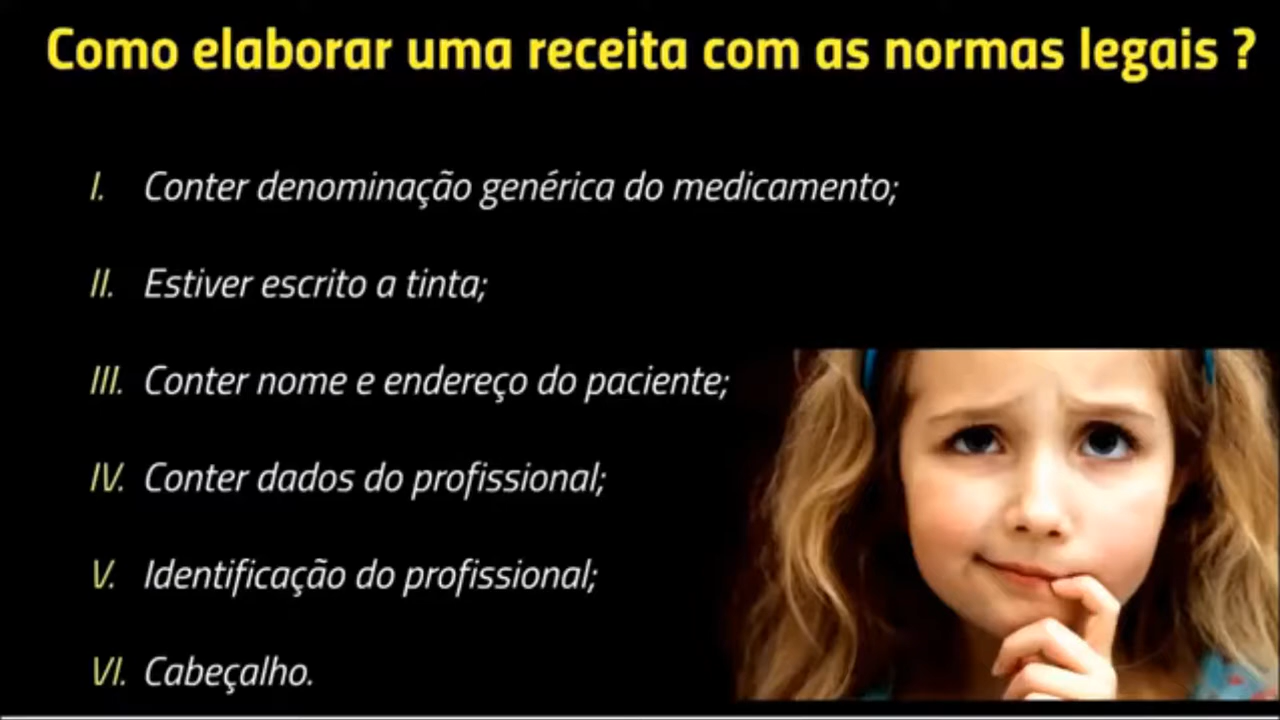 Como elaborar uma receita com as normas legais ?
I. Conter denominação genérica do medicamento;
II. Estiver escrito a tinta;
III. Conter nome e endereço do paciente;
IV. Conter dados do profissional;
V. Identificação do profissional;
VI. Cabeçalho.